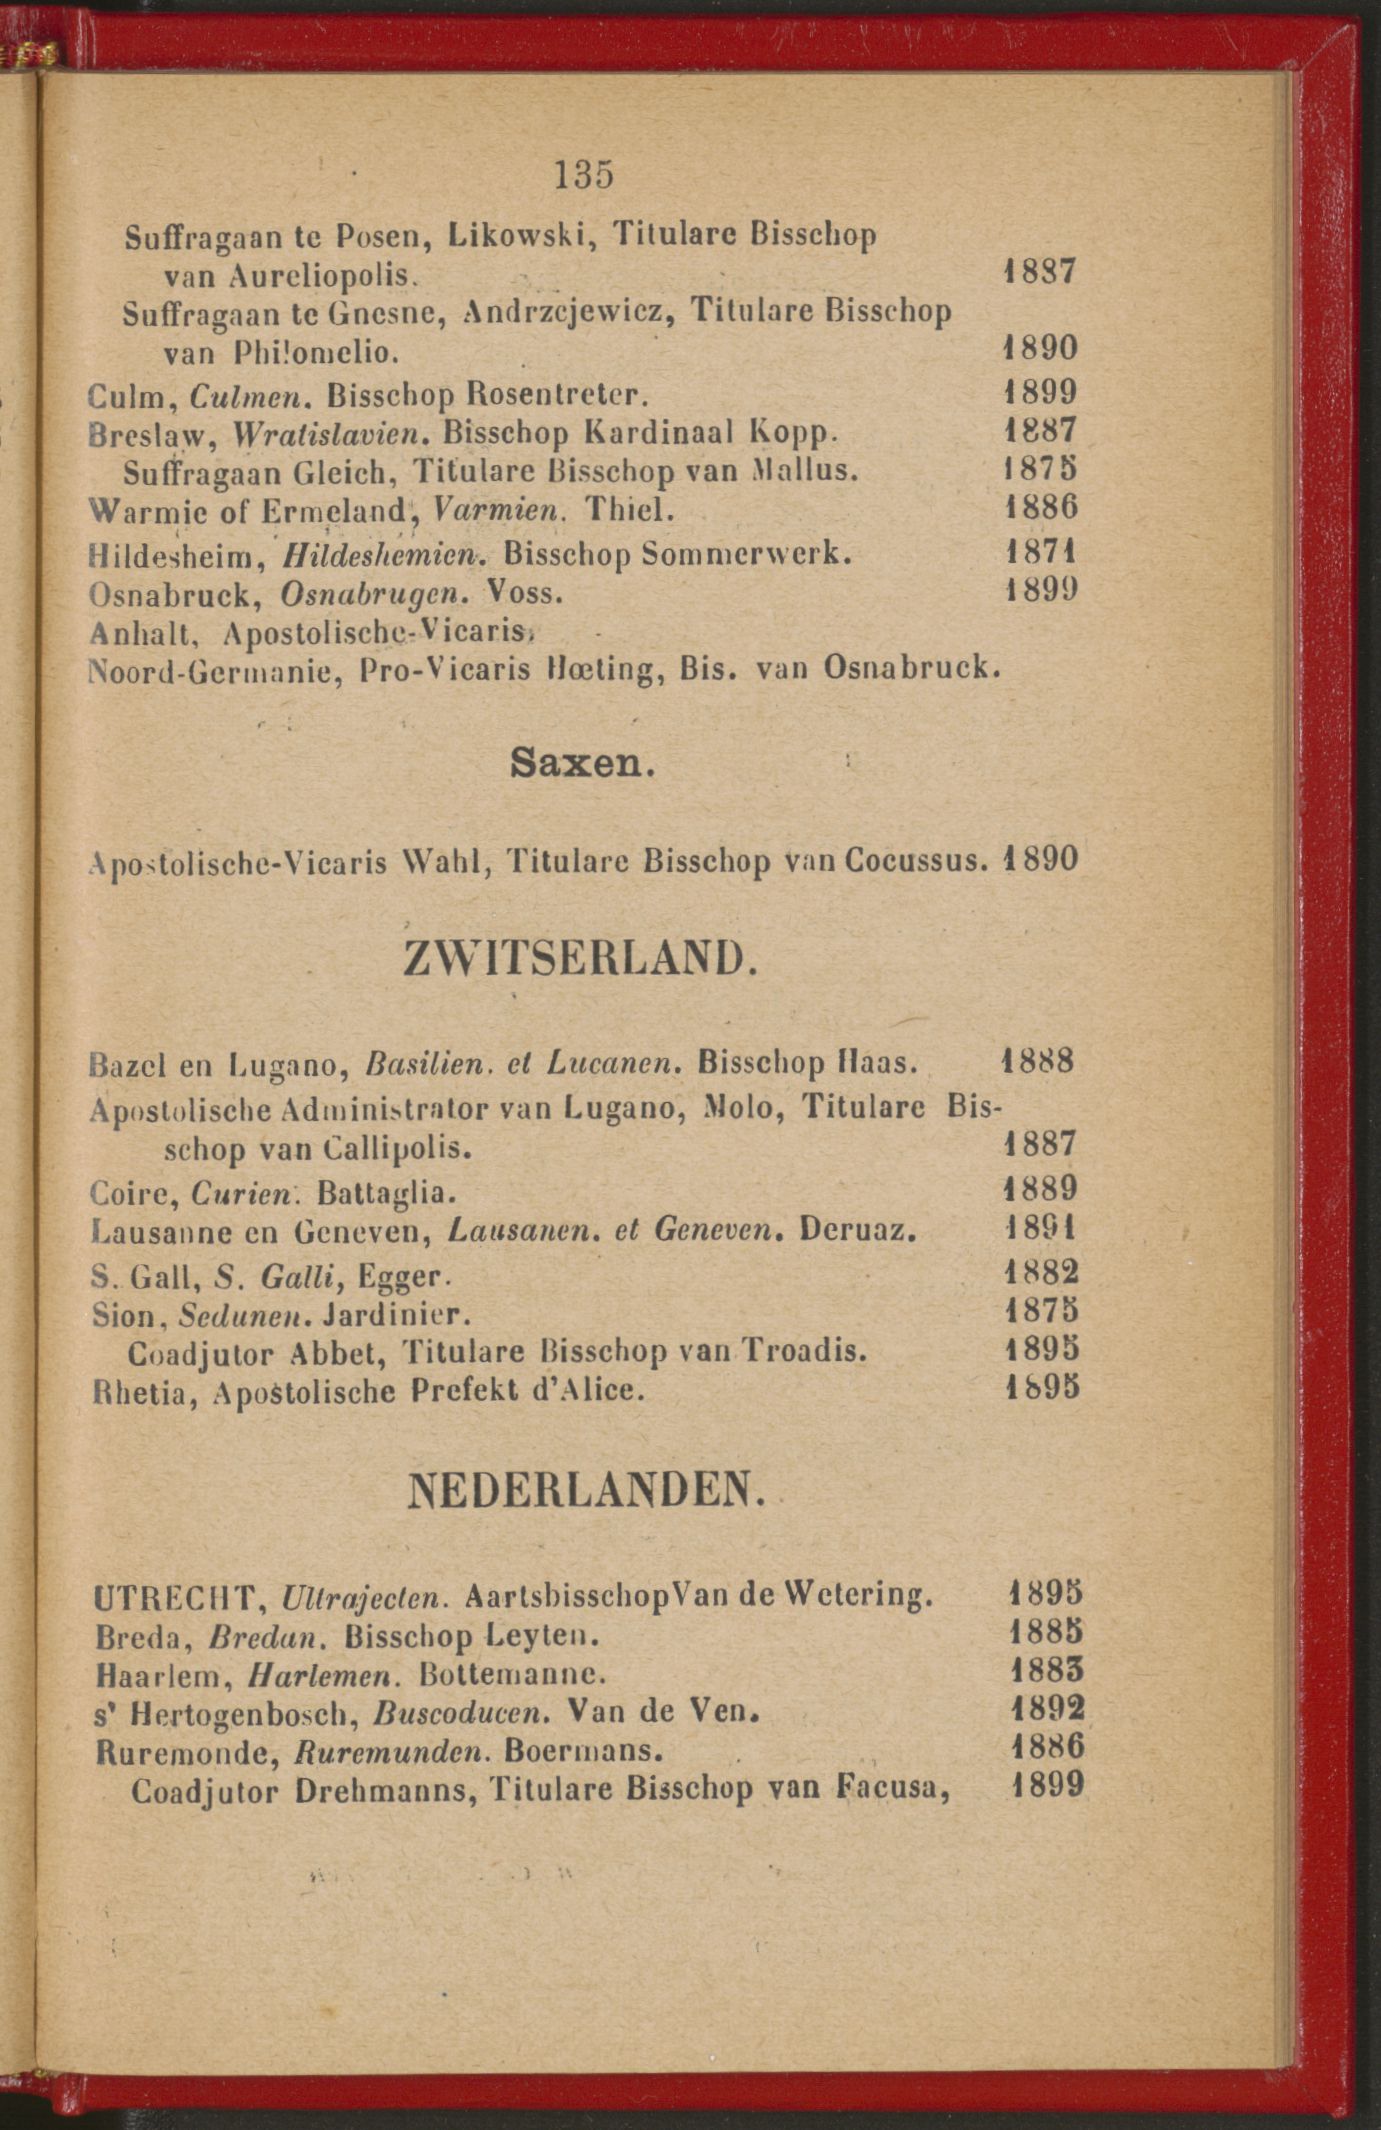 135
Suffragaan te Posen, Likowski, Titulare Bisschop
van Aureliopolis. 1887
Suffragaan te Gnesne, Andrzejewicz, Titulare Bisschop
van Philomelio. 1890
Culm, Culmen. Bisschop Rosentreter. 1899
Breslaw, Wratislavien. Bisschop Kardinaal Kopp. 1887
Suffragaan Gleich, Titulare Bisschop van Mallus. 1875
Warmie of Ermeland, Varmien. Thiel. 1886
Hildesheim, Hildeshemien. Bisschop Sommerwerk. 1871
Osnabruck, Osnabrugen. Voss. 1899
Anhalt, Apostolische-Vicaris.
Noord-Germanie, Pro-Vicaris Hœting, Bis. van Osnabruck.
Saxen.
Apostolische-Vicaris Wahl, Titulare Bisschop van Cocussus. 1890
ZWITSERLAND.
Bazel en Lugano, Basilien. et Lucanen. Bisschop Haas. 1888
Apostolische Administrator van Lugano, Molo, Titulare Bis-
schop van Callipolis. 1887
Coire, Curien. Battaglia. 1889
Lausanne en Geneven, Lausanen. et Geneven. Deruaz. 1891
S. Gall, S. Galli, Egger. 1882
Sion, Sedunen. Jardinier. 1875
Coadjutor Abbet, Titulare Bisschop van Troadis. 1895
Rhetia, Apostolische Prefekt d'Alice. 1895
NEDERLANDEN.
UTRECHT, Ultrajecten. Aartsbisschop Van de Wetering. 1895
Breda, Bredan. Bisschop Leyten. 1885
Haarlem, Harlemen. Bottemanne. 1883
s' Hertogenbosch, Buscoducen. Van de Ven. 1892
Ruremonde, Ruremunden. Boermans. 1886
Coadjutor Drehmanns, Titulare Bisschop van Facusa, 1899